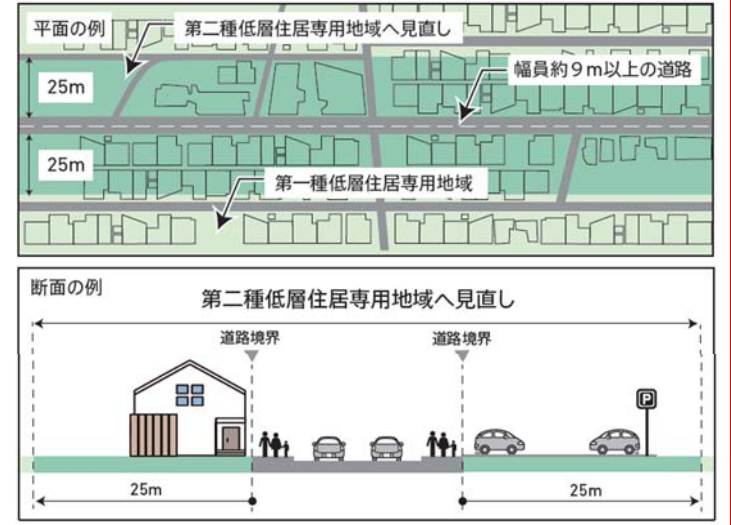 平面の例
第二種低層住居専用地域へ見直し
25m
幅員約9m以上の道路
25m
第一種低層住居専用地域
断面の例
第二種低層住居専用地域へ見直し
道路境界
道路境界
P
25m
25m